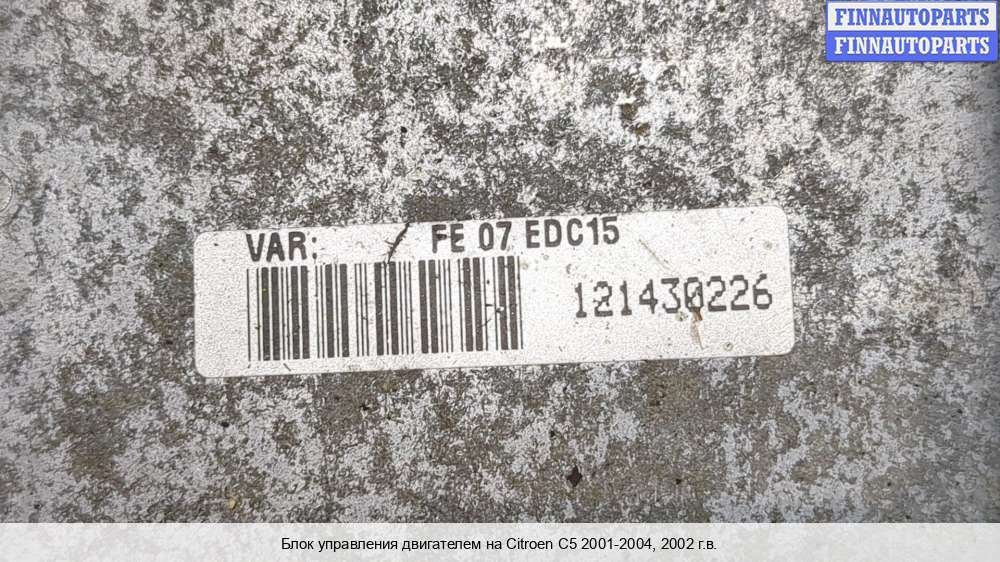 FINNAUTOPARTS
FINNAUTOPARTS
VAR: FE 07 EDC15
121430226
Блок управления двигателем на Citroen C5 2001-2004, 2002 г.в.